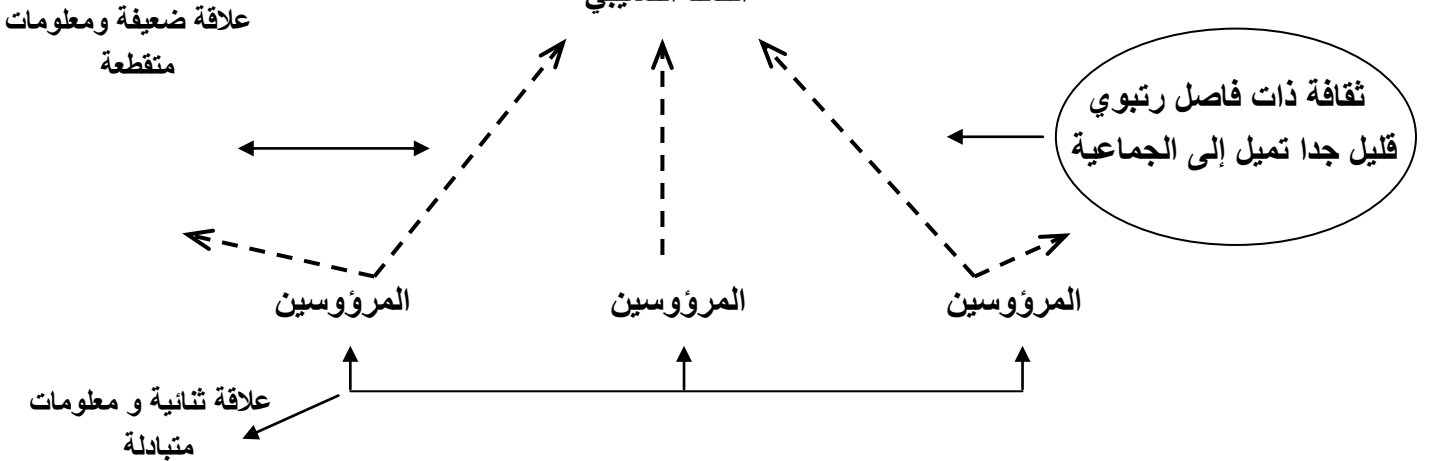 علاقة ضعيفة ومعلومات
متقطعة
ثقافة ذات فاصل رتبوي
قليل جدا تميل إلى الجماعية
المرؤوسين
المرؤوسين
المرؤوسين
علاقة ثنائية و معلومات
متبادلة